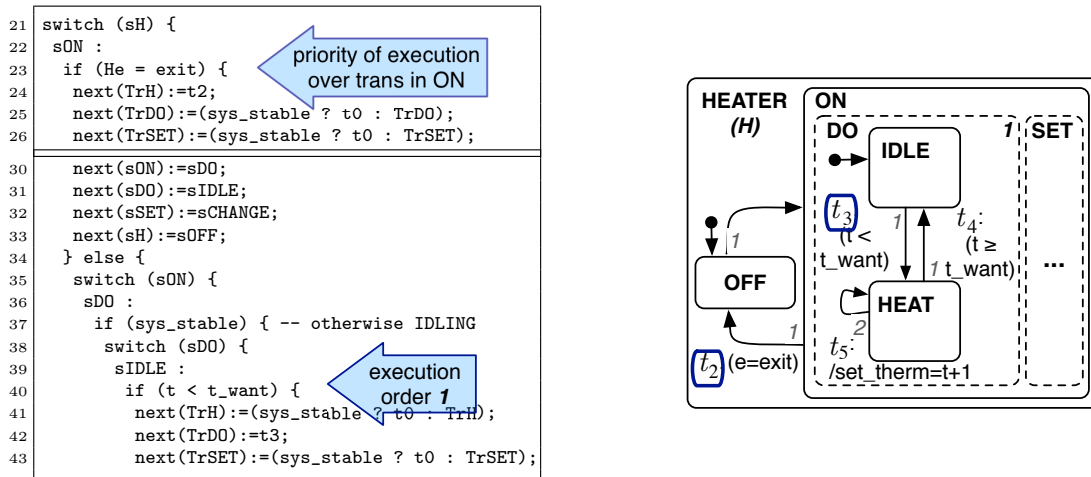 21 switch (sH) {
22 sON :
23 if (He = exit) {
24 next(TrH):=t2;
25 next(TrDO):=(sys_stable ? t0 : TrDO);
26 next(TrSET):=(sys_stable ? t0 : TrSET);
priority of execution
over trans in ON
30 next(sON):=sDO;
31 next(sDO):=sIDLE;
32 next(sSET):=sCHANGE;
33 next(sH):=sOFF;
34 } else {
35 switch (sON) {
36 sDO :
37 if (sys_stable) { -- otherwise IDLING
38 switch (sDO) {
39 sIDLE :
40 if (t < t_want) {
41 next(TrH):=(sys_stable ? t0 : TrH);
42 next(TrDO):=t3;
43 next(TrSET):=(sys_stable ? t0 : TrSET);
execution
order 1
HEATER
(H)
ON
DO
1
SET
IDLE
t3
(t <
t_want)
1
t4:
(t ≥
t_want)
1
...
1
OFF
HEAT
2
1
t5:
/set_therm=t+1
t2 (e=exit)